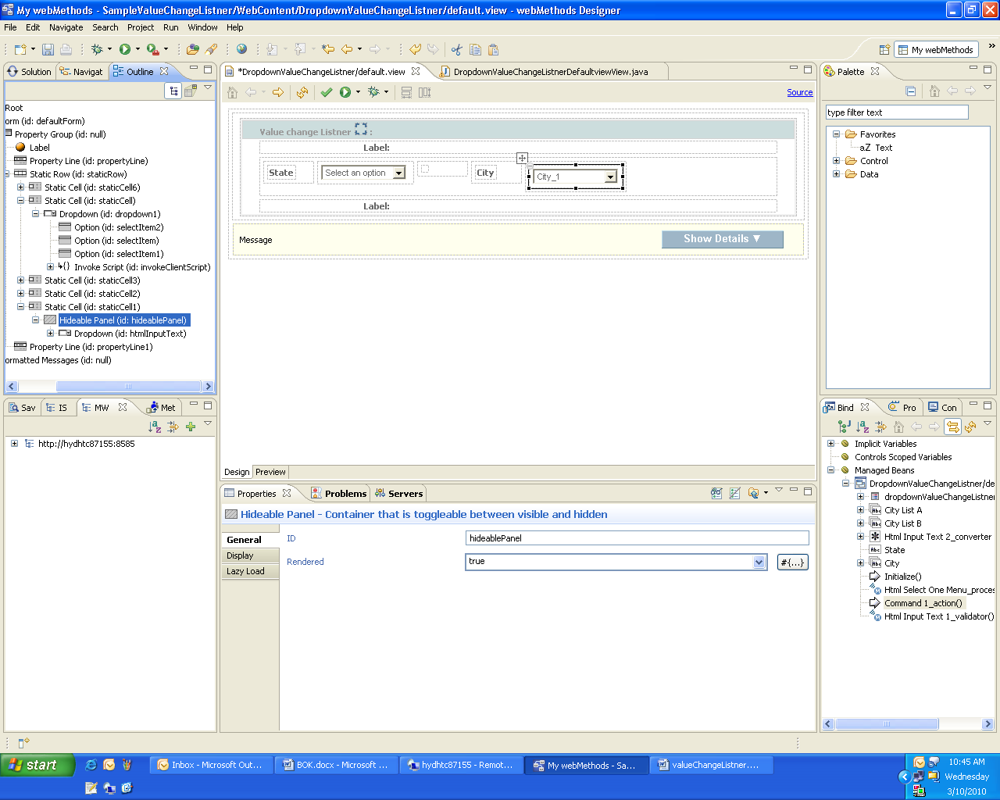 My webMethods - SampleValueChangeListner/WebContent/DropdownValueChangeListner/default.view - webMethods Designer
File Edit Navigate Search Project Run Window Help
My webMethods
Solution Navigat Outline
Root
orm (id: defaultForm)
Property Group (id: null)
Label
Property Line (id: propertyLine)
Static Row (id: staticRow)
Static Cell (id: staticCell6)
Static Cell (id: staticCell)
Dropdown (id: dropdown1)
Option (id: selectItem2)
Option (id: selectItem)
Option (id: selectItem1)
Invoke Script (id: invokeClientScript)
Static Cell (id: staticCell3)
Static Cell (id: staticCell2)
Static Cell (id: staticCell1)
Hideable Panel (id: hideablePanel)
Dropdown (id: htmlInputText)
Property Line (id: propertyLine1)
ormatted Messages (id: null)
*DropdownValueChangeListner/default.view DropdownValueChangeListnerDefaultviewView.java
Source
Value change Listner :
Label:
State Select an option City City_1
Label:
Message Show Details ▼
Design Preview
Palette
type filter text
Favorites
aZ Text
Control
Data
Sav IS MW Met
http://hydhtc87155:8585
Properties Problems Servers
Hideable Panel - Container that is toggleable between visible and hidden
General
Display
Lazy Load
ID hideablePanel
Rendered true #{...}
Bind Pro Con
Implicit Variables
Controls Scoped Variables
Managed Beans
DropdownValueChangeListner/de
dropdownValueChangeListner
City List A
City List B
Html Input Text 2_converter
State
City
Initialize()
Html Select One Menu_proces
Command 1_action()
Html Input Text 1_validator()
start
Inbox - Microsoft Out... BOK.docx - Microsoft ... hydhtc87155 - Remot... My webMethods - Sa... valueChangeListner....
10:45 AM
Wednesday
3/10/2010